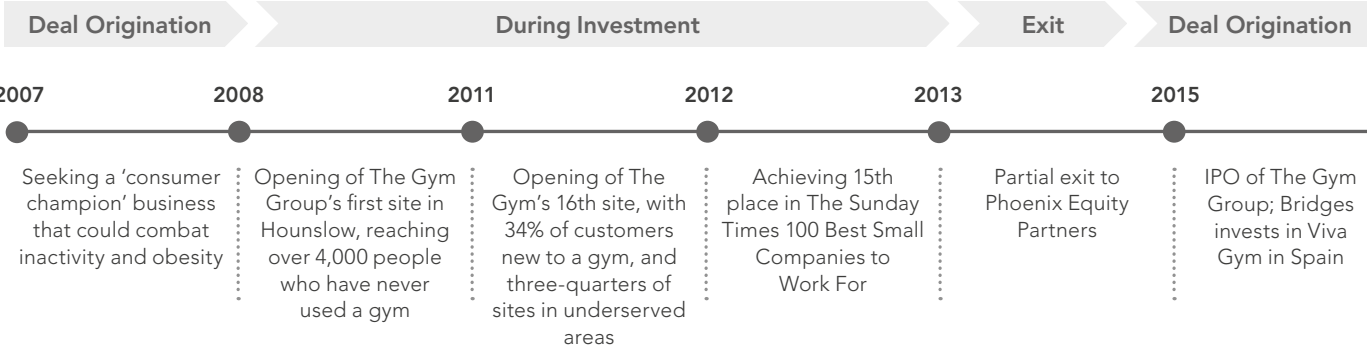 Deal Origination
During Investment
Exit
Deal Origination
2007
2008
2011
2012
2013
2015
Seeking a ‘consumer
champion’ business
that could combat
inactivity and obesity
Opening of The Gym
Group’s first site in
Hounslow, reaching
over 4,000 people
who have never
used a gym
Opening of The
Gym’s 16th site, with
34% of customers
new to a gym, and
three-quarters of
sites in underserved
areas
Achieving 15th
place in The Sunday
Times 100 Best Small
Companies to
Work For
Partial exit to
Phoenix Equity
Partners
IPO of The Gym
Group; Bridges
invests in Viva
Gym in Spain